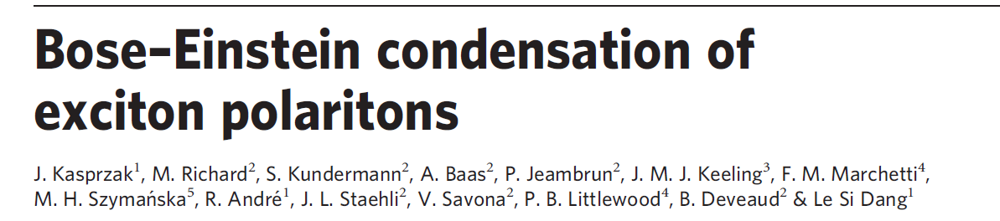 Bose–Einstein condensation of
exciton polaritons
J. Kasprzak¹, M. Richard², S. Kundermann², A. Baas², P. Jeambrun², J. M. J. Keeling³, F. M. Marchetti⁴,
M. H. Szymańska⁵, R. André¹, J. L. Staehli², V. Savona², P. B. Littlewood⁴, B. Deveaud² & Le Si Dang¹